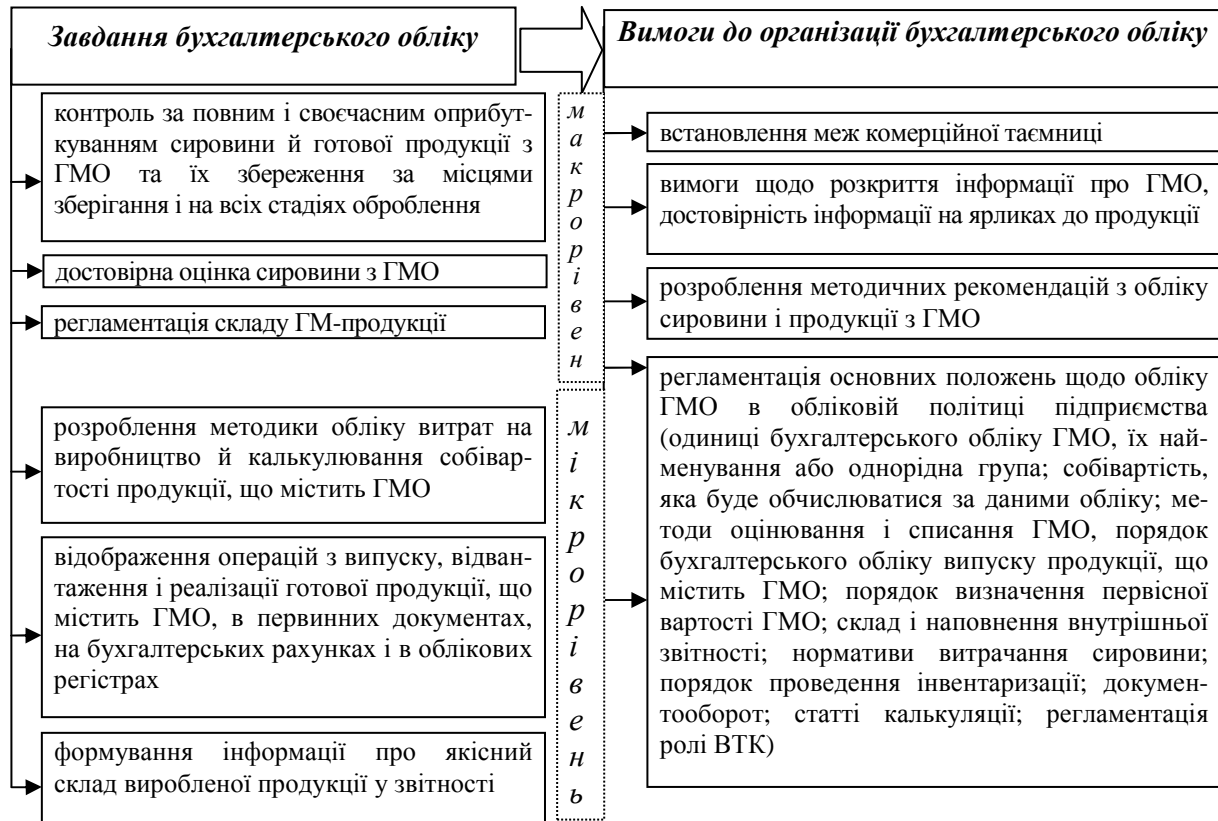 Завдання бухгалтерського обліку
контроль за повним і своєчасним оприбут-
куванням сировини й готової продукції з
ГМО та їх збереження за місцями
зберігання і на всіх стадіях оброблення
достовірна оцінка сировини з ГМО
регламентація складу ГМ-продукції
розроблення методики обліку витрат на
виробництво й калькулювання собівар-
тості продукції, що містить ГМО
відображення операцій з випуску, відван-
таження і реалізації готової продукції, що
містить ГМО, в первинних документах,
на бухгалтерських рахунках і в облікових
регістрах
формування інформації про якісний
склад виробленої продукції у звітності
макрорівен
мікрорівень
Вимоги до організації бухгалтерського обліку
встановлення меж комерційної таємниці
вимоги щодо розкриття інформації про ГМО,
достовірність інформації на ярликах до продукції
розроблення методичних рекомендацій з обліку
сировини і продукції з ГМО
регламентація основних положень щодо обліку
ГМО в обліковій політиці підприємства
(одиниці бухгалтерського обліку ГМО, їх най-
менування або однорідна група; собівартість,
яка буде обчислюватися за даними обліку; ме-
тоди оцінювання і списання ГМО, порядок
бухгалтерського обліку випуску продукції, що
містить ГМО; порядок визначення первісної
вартості ГМО; склад і наповнення внутрішньої
звітності; нормативи витрачання сировини;
порядок проведення інвентаризації; докумен-
тооборот; статті калькуляції; регламентація
ролі ВТК)